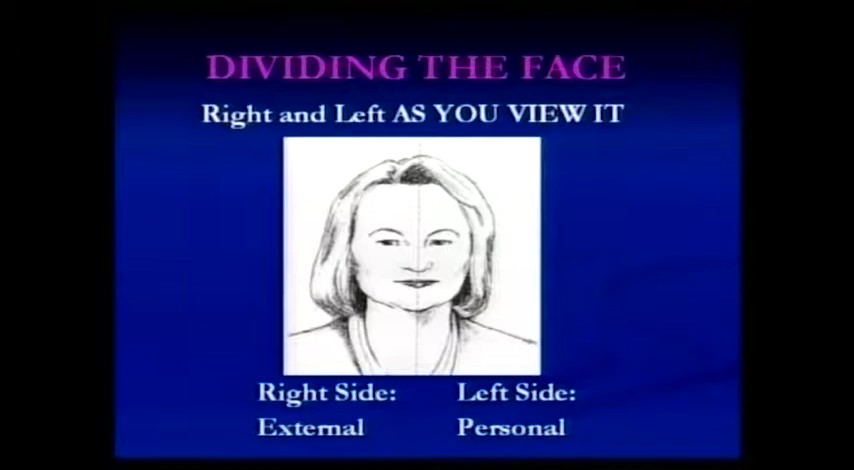 DIVIDING THE FACE
Right and Left AS YOU VIEW IT
Right Side: Left Side:
External Personal